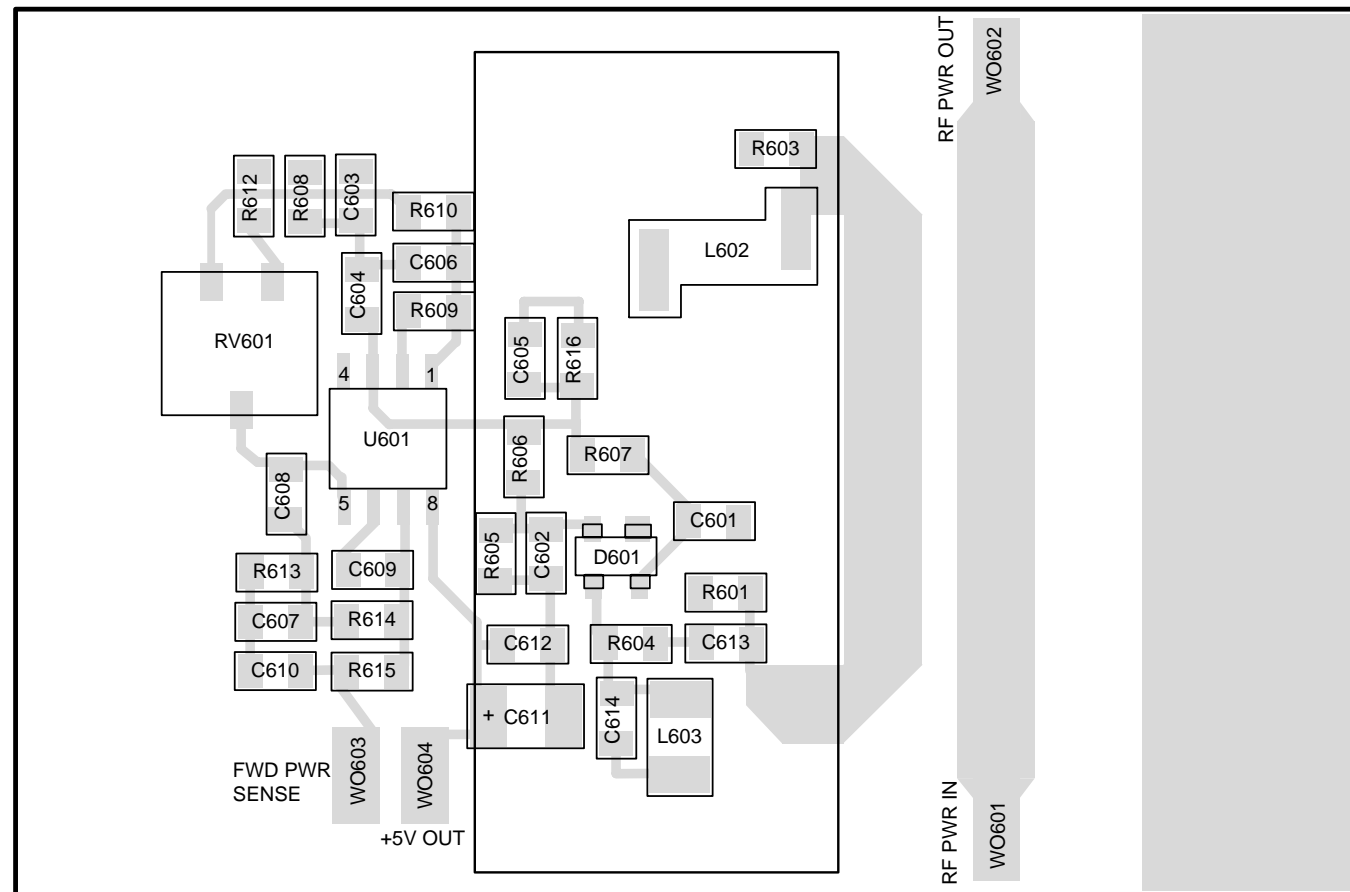 RF PWR OUT
WO602
R603
R612
R608
C603
R610
L602
C606
C604
R609
RV601
C605
R616
4
1
U601
R606
R607
C608
5
8
C601
R605
C602
D601
R613
C609
R601
C607
R614
C612
R604
C613
C610
R615
+
C611
C614
L603
WO603
WO604
FWD PWR
SENSE
+5V OUT
RF PWR IN
WO601